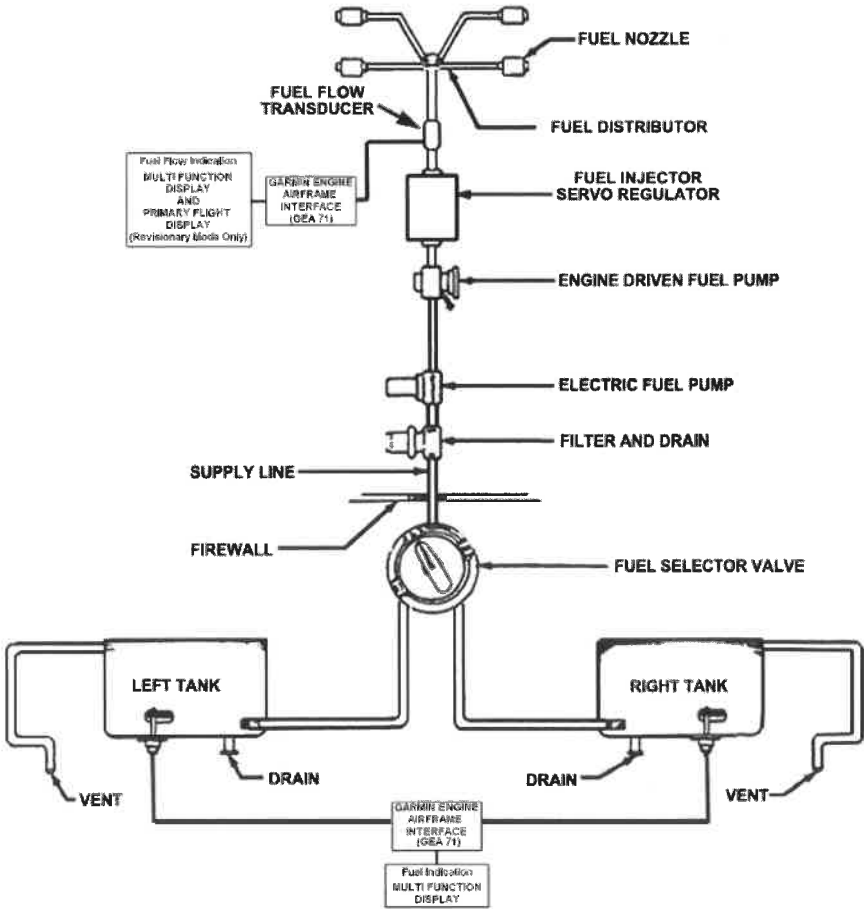 FUEL NOZZLE
FUEL FLOW
TRANSDUCER
FUEL DISTRIBUTOR
Fuel Flow Indication
MULTI FUNCTION
DISPLAY
AND
PRIMARY FLIGHT
DISPLAY
(Revisionary Mode Only)
GARMIN ENGINE
AIRFRAME
INTERFACE
(GEA 71)
FUEL INJECTOR
SERVO REGULATOR
ENGINE DRIVEN FUEL PUMP
ELECTRIC FUEL PUMP
FILTER AND DRAIN
SUPPLY LINE
FIREWALL
FUEL SELECTOR VALVE
LEFT TANK
RIGHT TANK
DRAIN
DRAIN
VENT
VENT
GARMIN ENGINE
AIRFRAME
INTERFACE
(GEA 71)
Fuel Indication
MULTI FUNCTION
DISPLAY